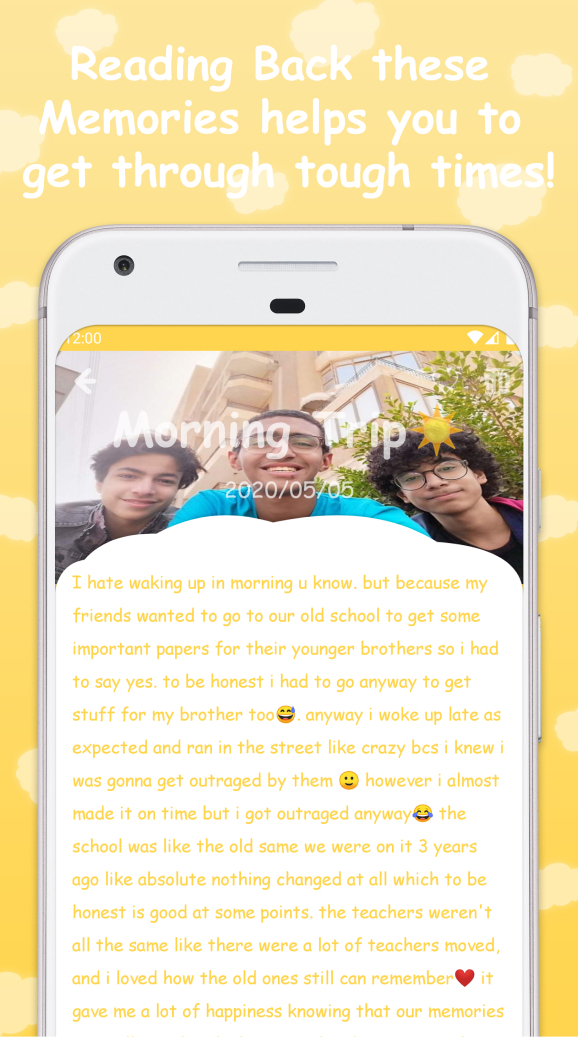 Reading Back these
Memories helps you to
get through tough times!
12:00
Morning Trip☀️
2020/05/05
I hate waking up in morning u know. but because my
friends wanted to go to our old school to get some
important papers for their younger brothers so i had
to say yes. to be honest i had to go anyway to get
stuff for my brother too😅. anyway i woke up late as
expected and ran in the street like crazy bcs i knew i
was gonna get outraged by them 🙂 however i almost
made it on time but i got outraged anyway😂 the
school was like the old same we were on it 3 years
ago like absolute nothing changed at all which to be
honest is good at some points. the teachers weren't
all the same like there were a lot of teachers moved,
and i loved how the old ones still can remember❤️ it
gave me a lot of happiness knowing that our memories